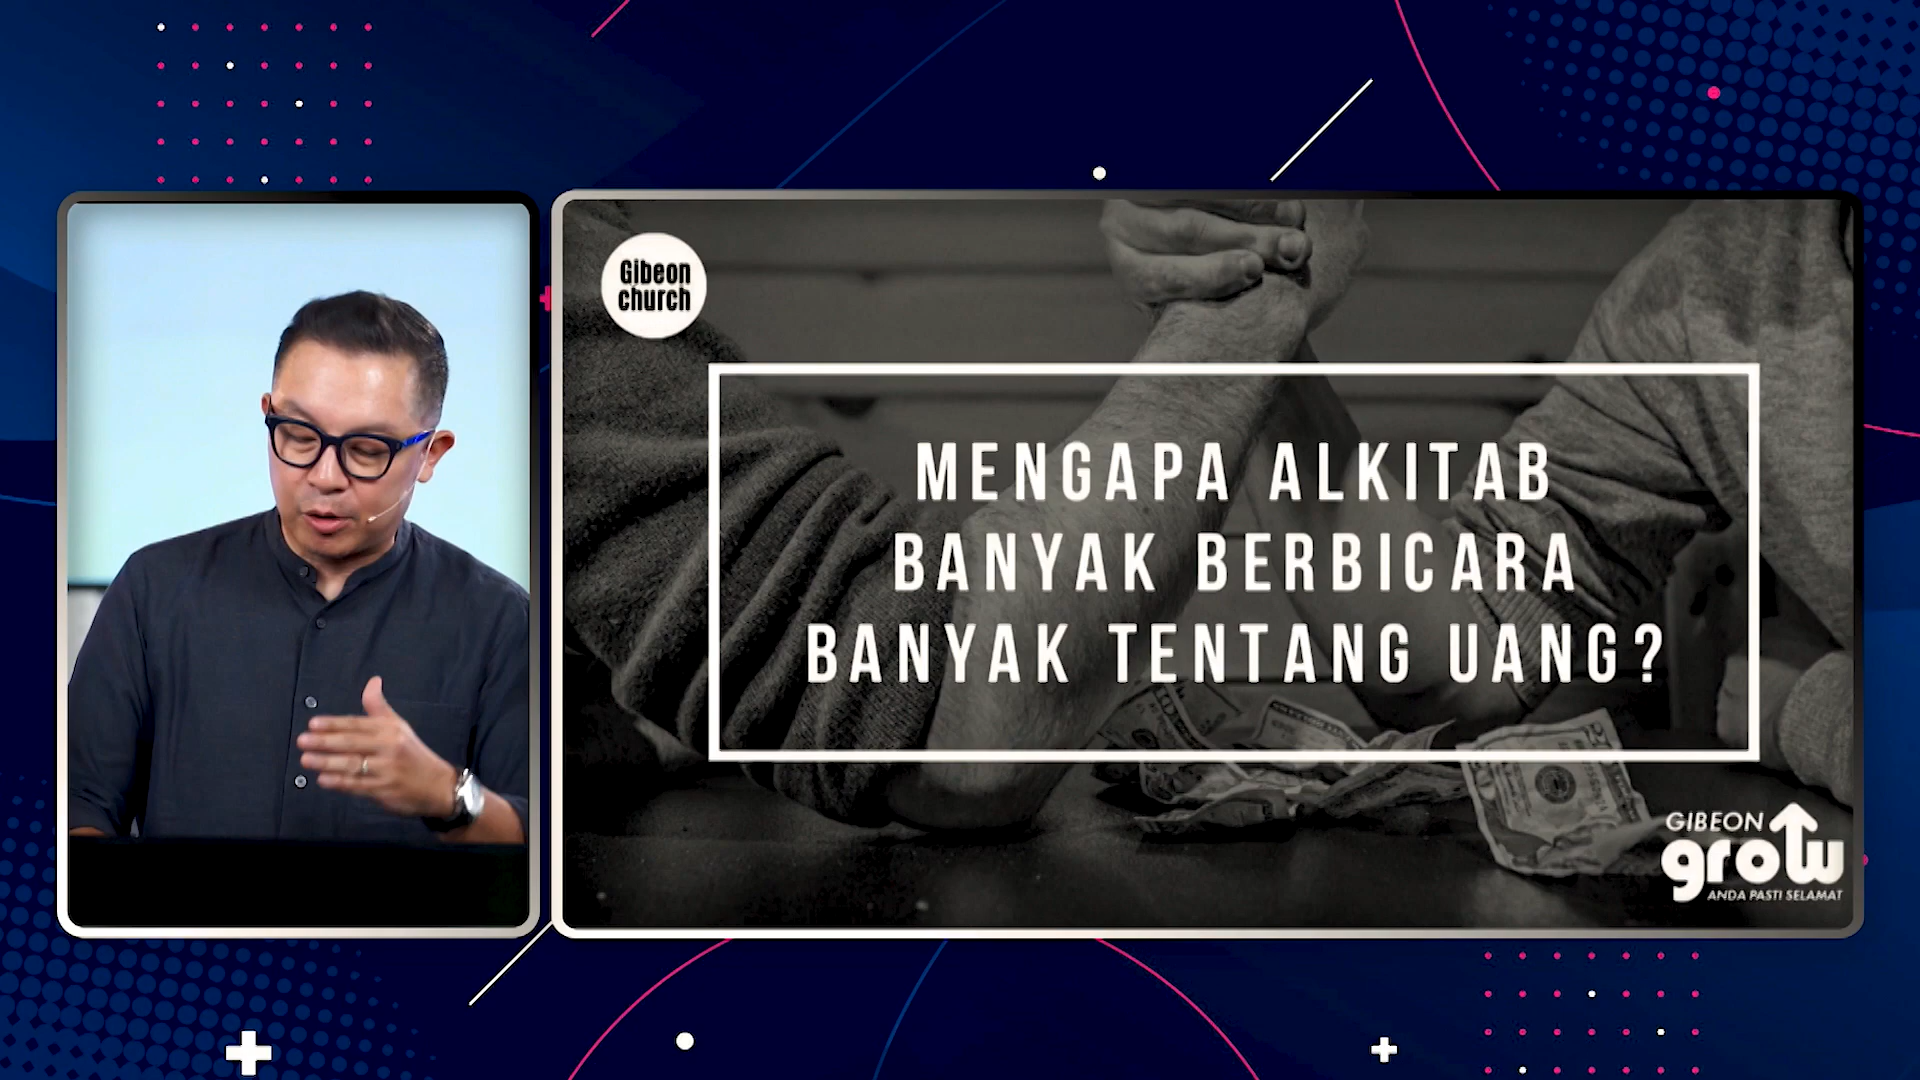 Gibeon
church
MENGAPA ALKITAB
BANYAK BERBICARA
BANYAK TENTANG UANG?
GIBEON
grow
ANDA PASTI SELAMAT